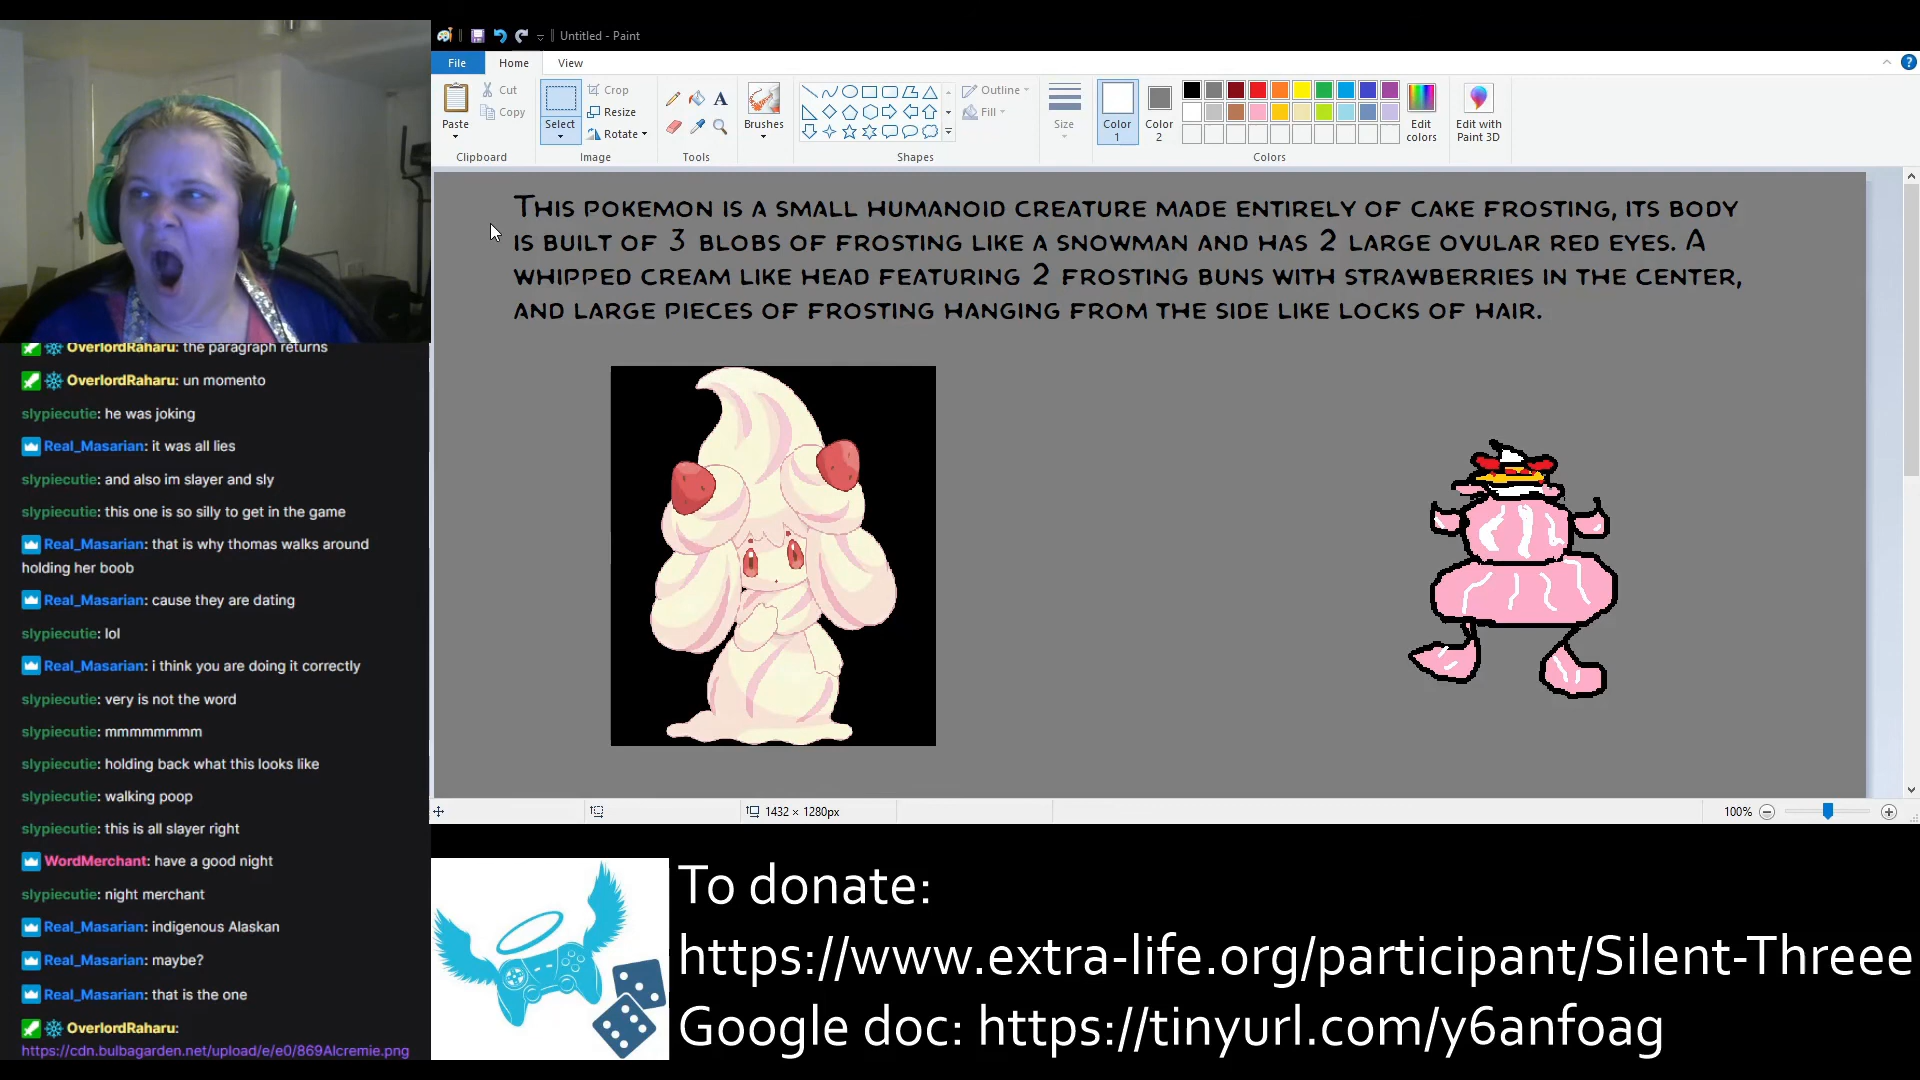 Untitled - Paint
File
Home
View
Paste
Cut
Copy
Clipboard
Select
Crop
Resize
Rotate
Image
A
Tools
Brushes
Outline
Fill
Shapes
Size
Color 1
Color 2
Colors
Edit colors
Edit with Paint 3D
This pokemon is a small humanoid creature made entirely of cake frosting, its body
is built of 3 blobs of frosting like a snowman and has 2 large ovular red eyes. A
whipped cream like head featuring 2 frosting buns with strawberries in the center,
and large pieces of frosting hanging from the side like locks of hair.
OverlordRaharu: the paragraph returns
OverlordRaharu: un momento
slypiecutie: he was joking
Real_Masarian: it was all lies
slypiecutie: and also im slayer and sly
slypiecutie: this one is so silly to get in the game
Real_Masarian: that is why thomas walks around
holding her boob
Real_Masarian: cause they are dating
slypiecutie: lol
Real_Masarian: i think you are doing it correctly
slypiecutie: very is not the word
slypiecutie: mmmmmmmm
slypiecutie: holding back what this looks like
slypiecutie: walking poop
slypiecutie: this is all slayer right
WordMerchant: have a good night
slypiecutie: night merchant
Real_Masarian: indigenous Alaskan
Real_Masarian: maybe?
Real_Masarian: that is the one
OverlordRaharu:
https://cdn.bulbagarden.net/upload/e/e0/869Alcremie.png
1432 × 1280px
100%
To donate:
https://www.extra-life.org/participant/Silent-Threee
Google doc: https://tinyurl.com/y6anfoag